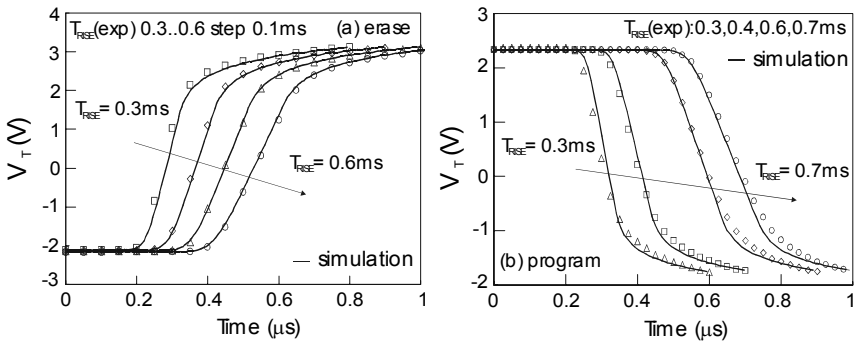 T_RISE(exp) 0.3..0.6 step 0.1ms (a) erase
4
3
2
1
0
-1
-2
-3
V_T (V)
T_RISE= 0.3ms
T_RISE= 0.6ms
— simulation
0 0.2 0.4 0.6 0.8 1
Time (μs)
T_RISE(exp):0.3,0.4,0.6,0.7ms
— simulation
3
2
1
0
-1
-2
V_T (V)
T_RISE= 0.3ms
T_RISE= 0.7ms
(b) program
0 0.2 0.4 0.6 0.8 1
Time (μs)